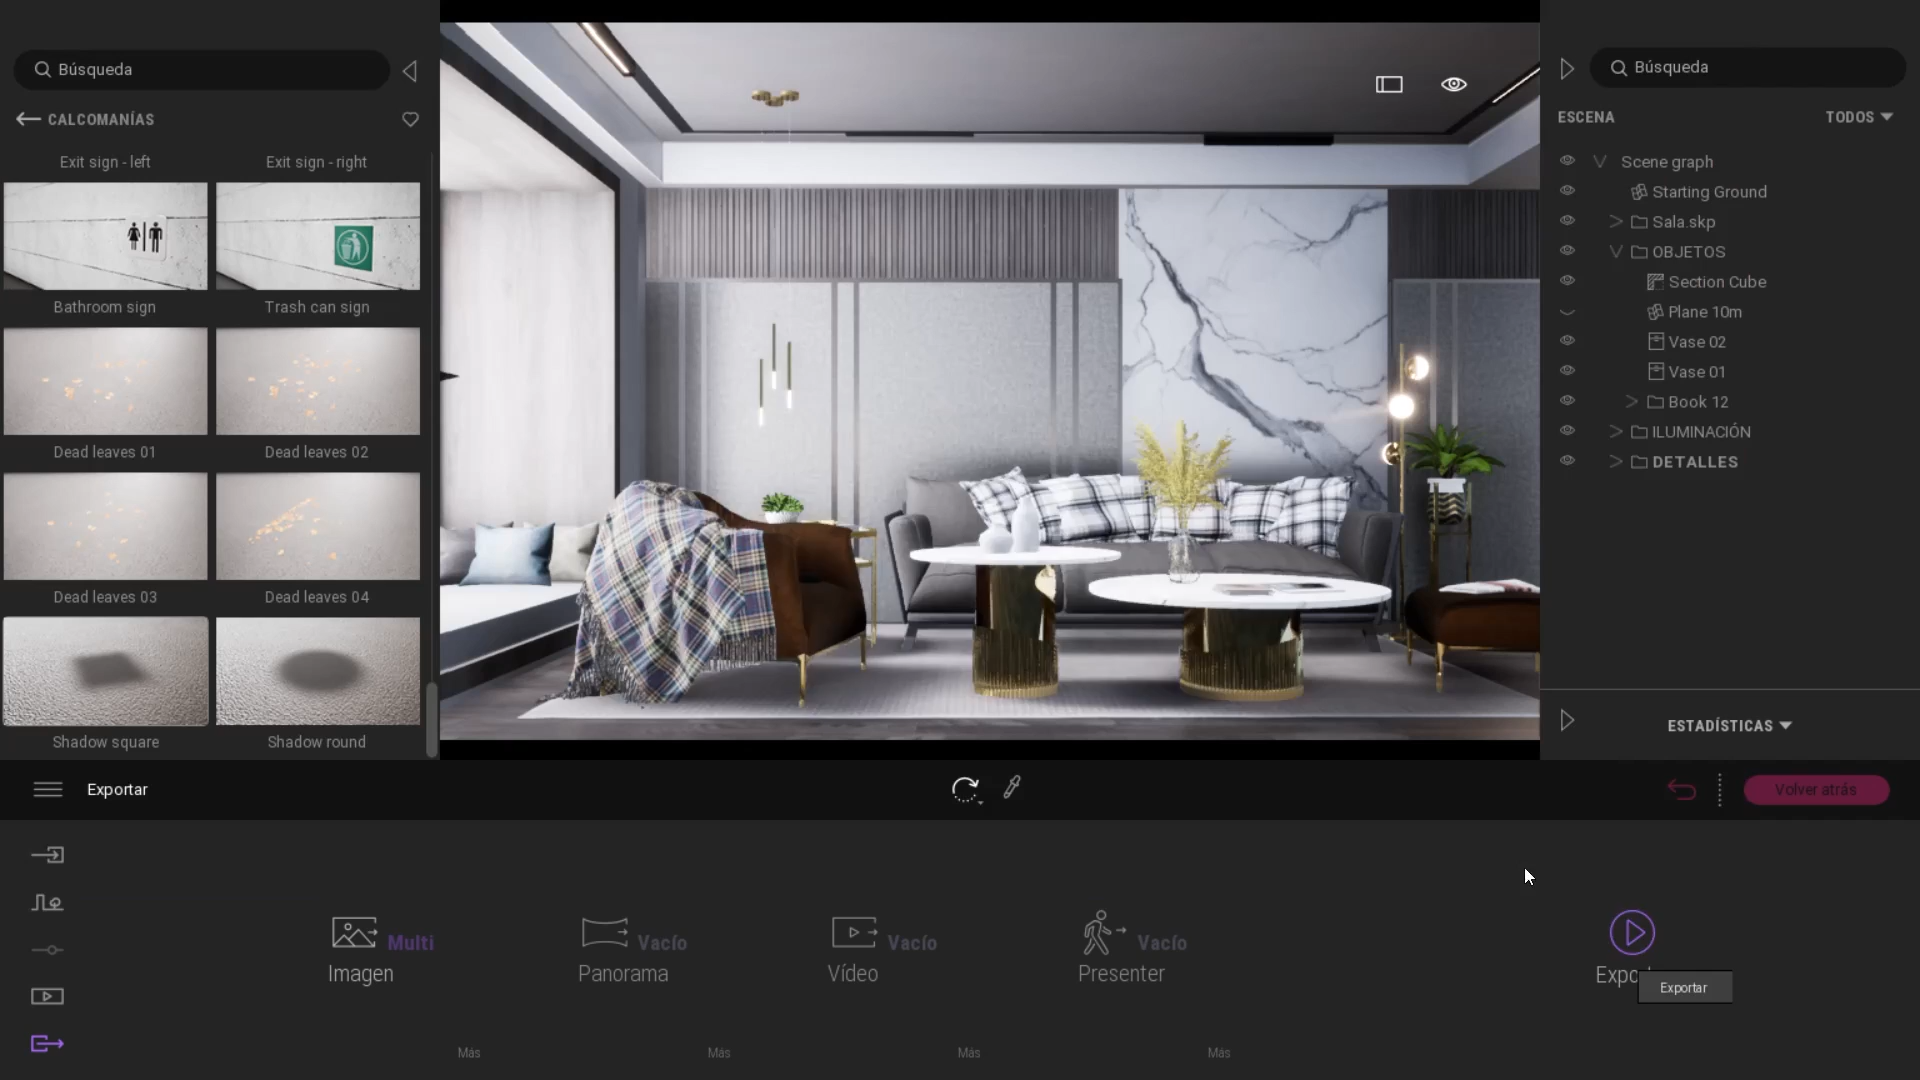 Búsqueda
CALCOMANÍAS
Exit sign - left
Exit sign - right
Bathroom sign
Trash can sign
Dead leaves 01
Dead leaves 02
Dead leaves 03
Dead leaves 04
Shadow square
Shadow round
Búsqueda
ESCENA
TODOS
Scene graph
Starting Ground
Sala.skp
OBJETOS
Section Cube
Plane 10m
Vase 02
Vase 01
Book 12
ILUMINACIÓN
DETALLES
ESTADÍSTICAS
Exportar
Volver atrás
Multi
Imagen
Vacío
Panorama
Vacío
Vídeo
Vacío
Presenter
Exportar
Más
Más
Más
Más